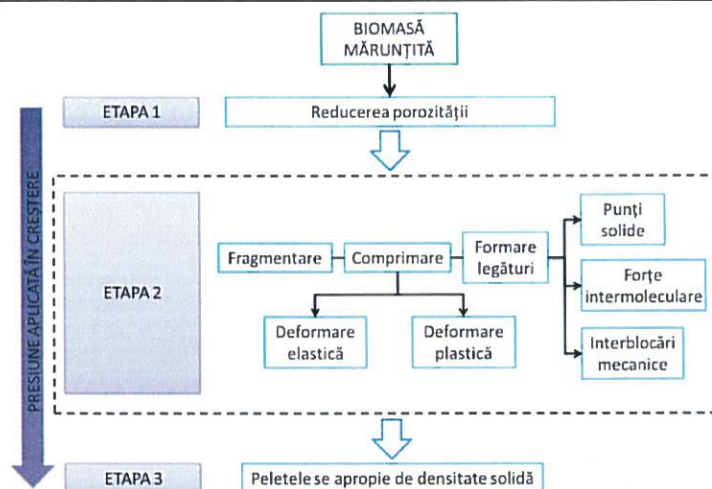 BIOMASĂ
MĂRUNȚITĂ
ETAPA 1
Reducerea porozității
PRESIUNE APLICATĂ ÎN CREȘTERE
ETAPA 2
Fragmentare
Comprimare
Formare
legături
Punți
solide
Forțe
intermoleculare
Interblocări
mecanice
Deformare
elastică
Deformare
plastică
ETAPA 3
Peletele se apropie de densitate solidă